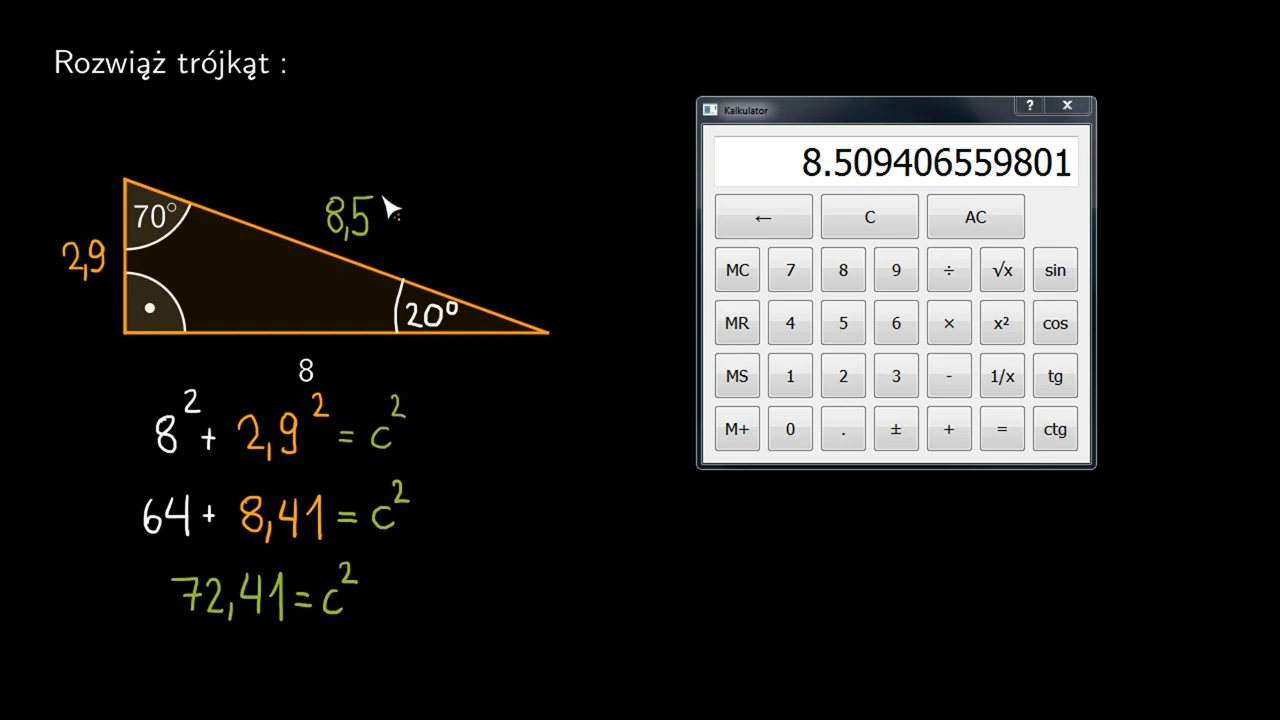 Rozwiąż trójkąt :
70°
2,9
8,5
20°
8
8² + 2,9² = c²
64 + 8,41 = c²
72,41 = c²
Kalkulator
? X
8.509406559801
← C AC
MC 7 8 9 ÷ √x sin
MR 4 5 6 × x² cos
MS 1 2 3 - 1/x tg
M+ 0 . ± + = ctg